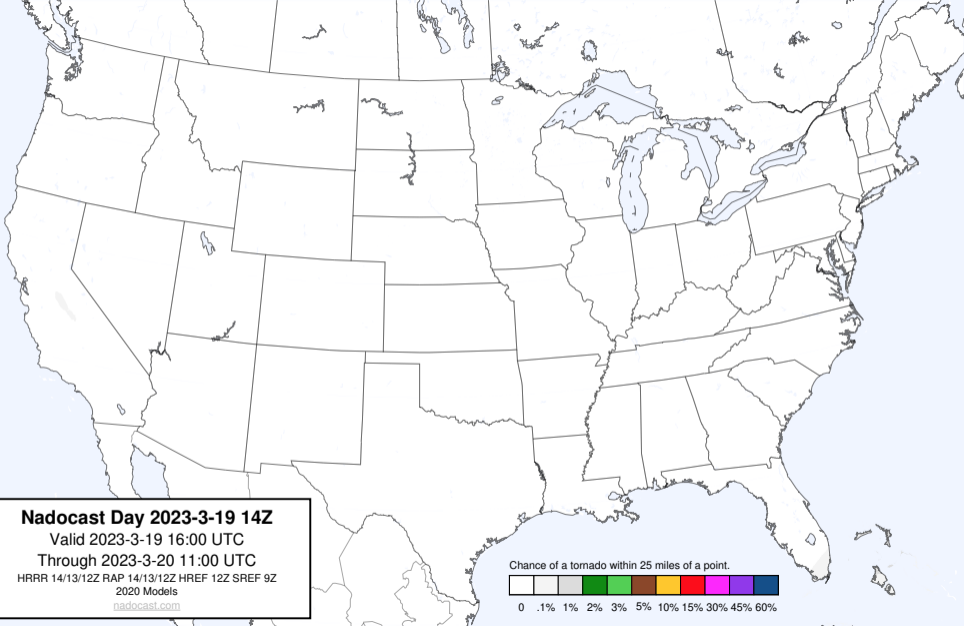 Nadocast Day 2023-3-19 14Z
Valid 2023-3-19 16:00 UTC
Through 2023-3-20 11:00 UTC
HRRR 14/13/12Z RAP 14/13/12Z HREF 12Z SREF 9Z
2020 Models
nadocast.com
Chance of a tornado within 25 miles of a point.
0 .1% 1% 2% 3% 5% 10% 15% 30% 45% 60%